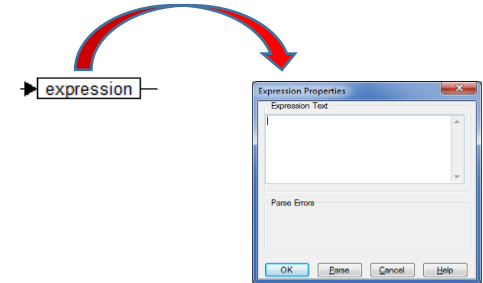 expression
Expression Properties
Expression Text
Parse Errors
OK Parse Cancel Help